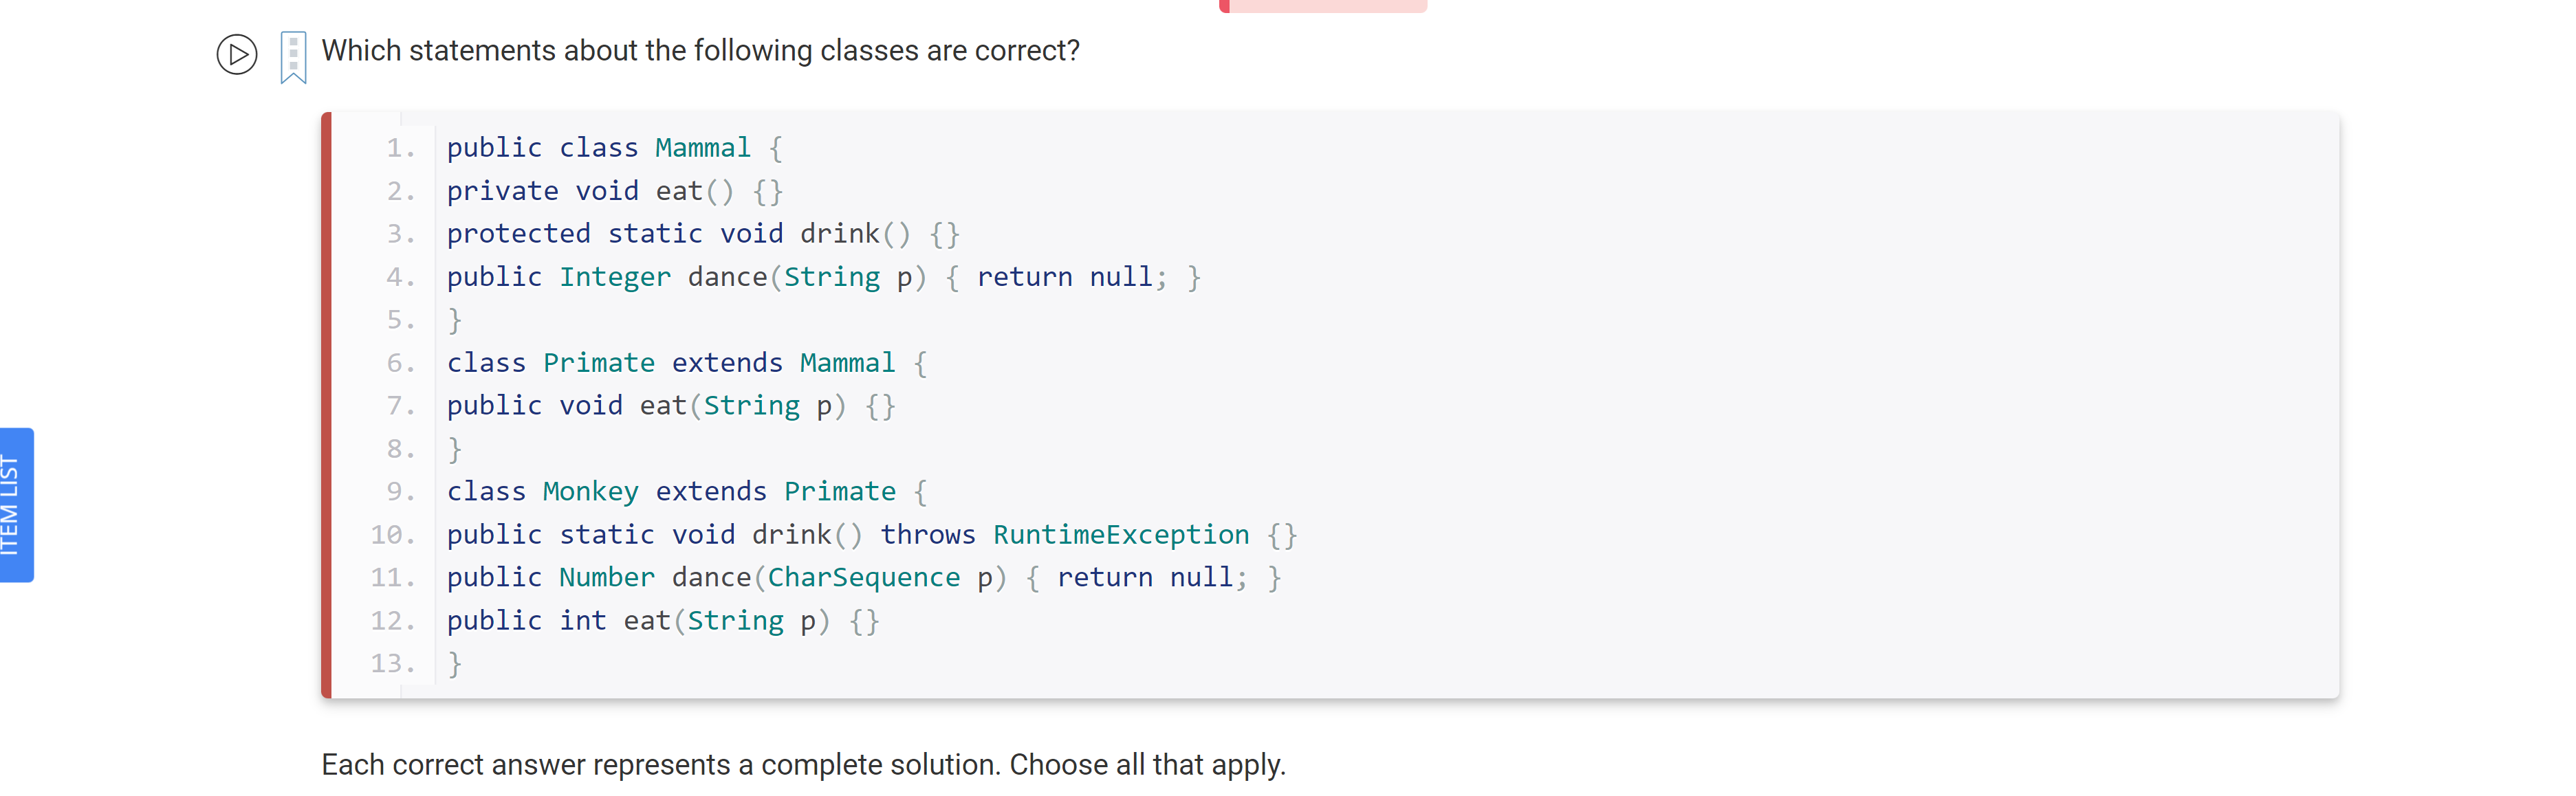 Which statements about the following classes are correct?
1. public class Mammal {
2. private void eat() {}
3. protected static void drink() {}
4. public Integer dance(String p) { return null; }
5. }
6. class Primate extends Mammal {
7. public void eat(String p) {}
8. }
9. class Monkey extends Primate {
10. public static void drink() throws RuntimeException {}
11. public Number dance(CharSequence p) { return null; }
12. public int eat(String p) {}
13. }
ITEM LIST
Each correct answer represents a complete solution. Choose all that apply.